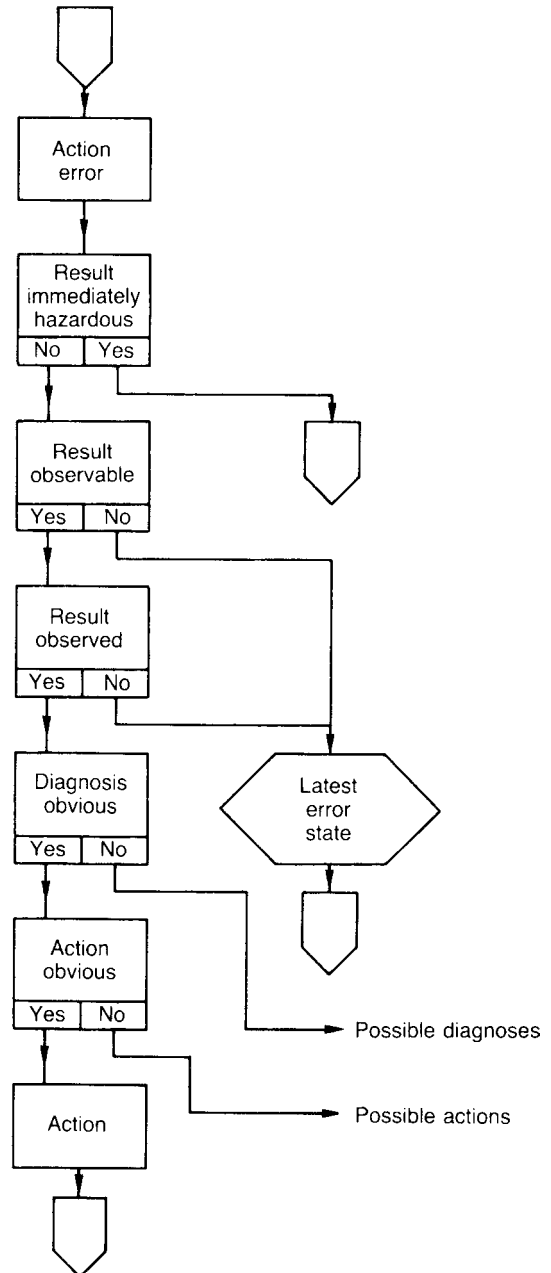 Action
error
Result
immediately
hazardous
No Yes
Result
observable
Yes No
Result
observed
Yes No
Diagnosis
obvious
Yes No
Latest
error
state
Action
obvious
Yes No
Possible diagnoses
Action
Possible actions